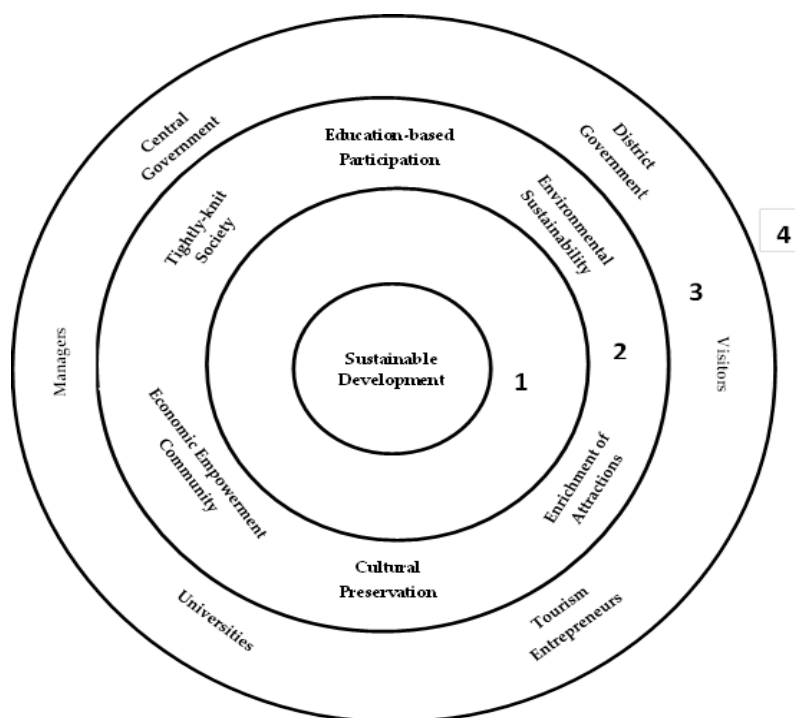 Central
Government
District
Government
Education-based
Participation
Tightly-knit
Society
Environmental
Sustainability
4
3
Managers
Sustainable
Development
1
2
Visitors
Economic Empowerment
Community
Enrichment of
Attractions
Cultural
Preservation
Universities
Tourism
Entrepreneurs